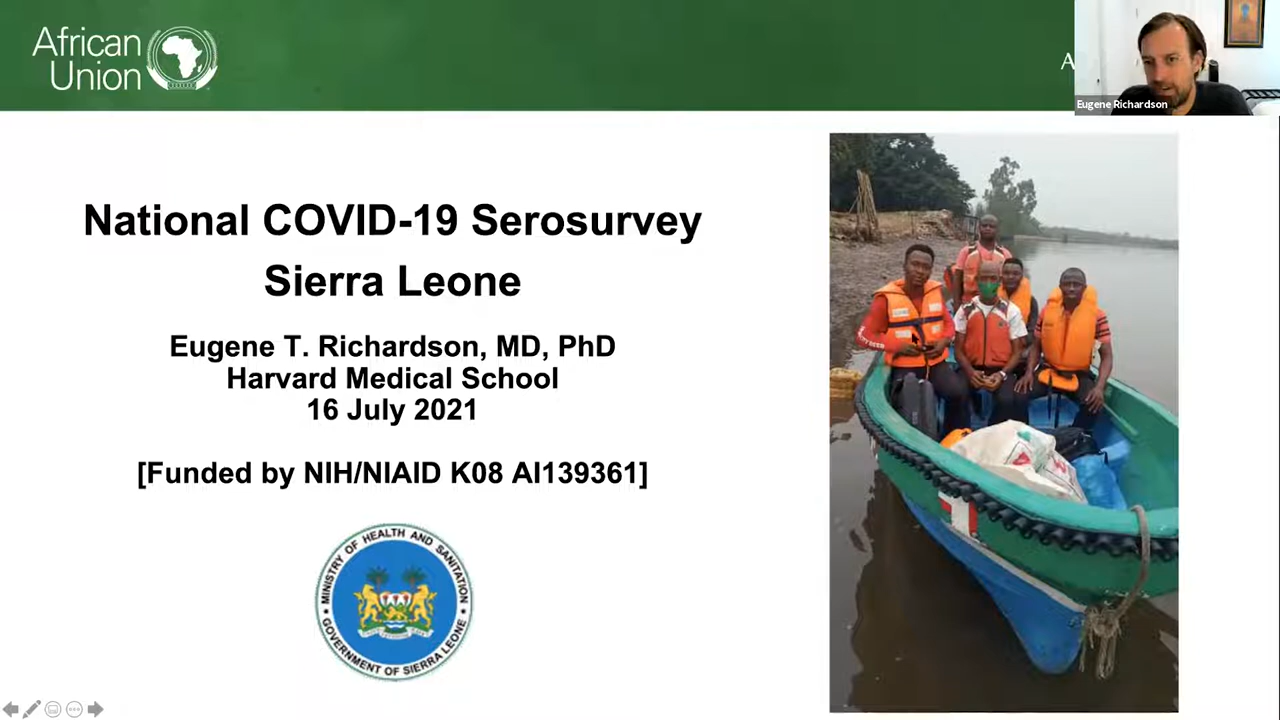 African
Union
A
Eugene Richardson
National COVID-19 Serosurvey
Sierra Leone
Eugene T. Richardson, MD, PhD
Harvard Medical School
16 July 2021
[Funded by NIH/NIAID K08 AI139361]
MINISTRY OF HEALTH AND SANITATION
GOVERNMENT OF SIERRA LEONE